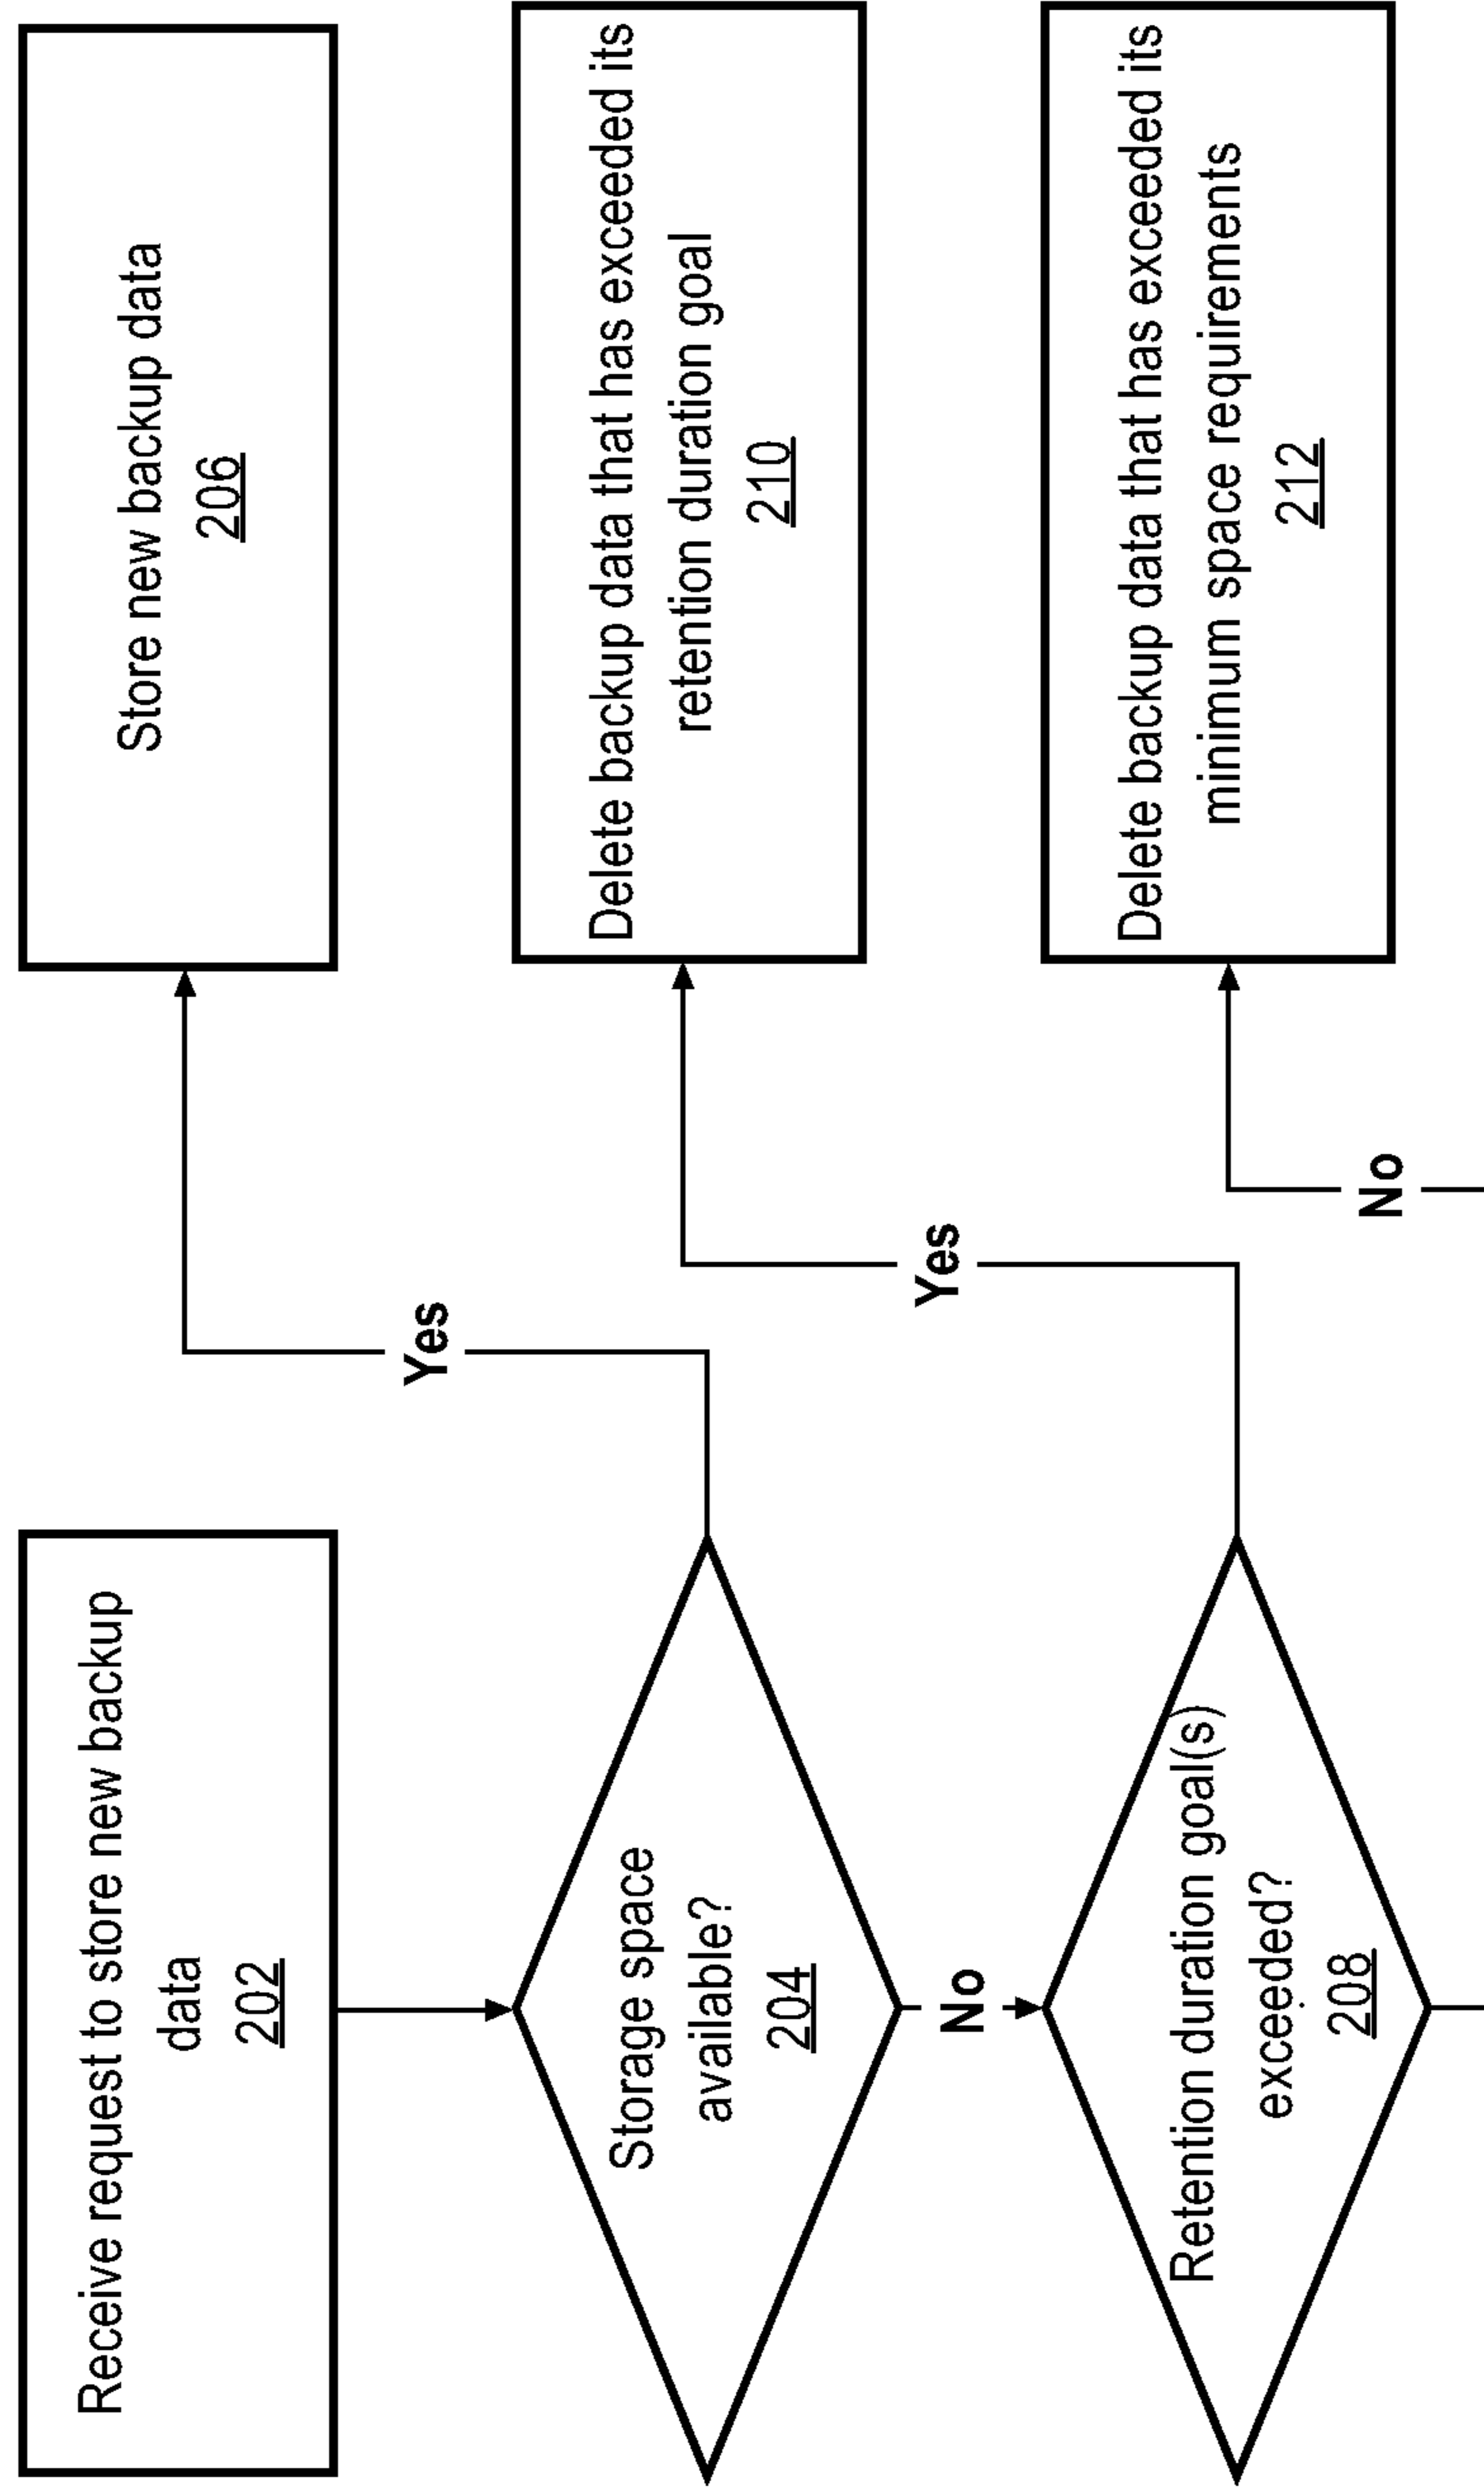 Receive request to store new backup
data
202
Store new backup data
206
Yes
Storage space
available?
204
Delete backup data that has exceeded its
retention duration goal
210
No
Yes
Retention duration goal(s)
exceeded?
208
Delete backup data that has exceeded its
minimum space requirements
212
No